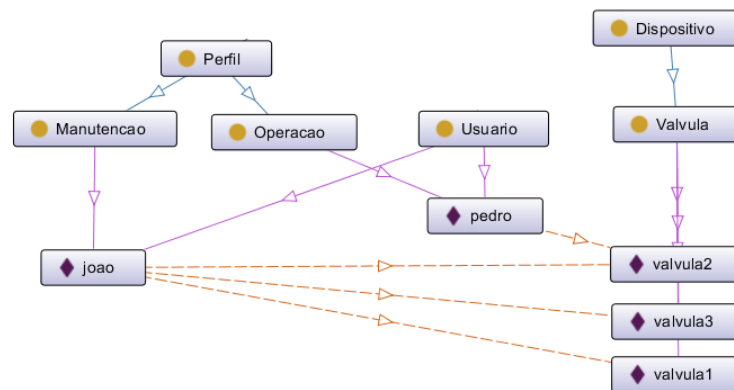 Dispositivo
Perfil
Manutencao
Operacao
Usuario
Valvula
pedro
joao
valvula2
valvula3
valvula1